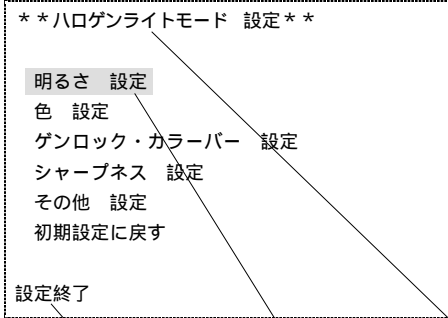 **ハロゲンライトモード 設定**
明るさ 設定
色 設定
ゲンロック・カラーバー 設定
シャープネス 設定
その他 設定
初期設定に戻す
設定終了